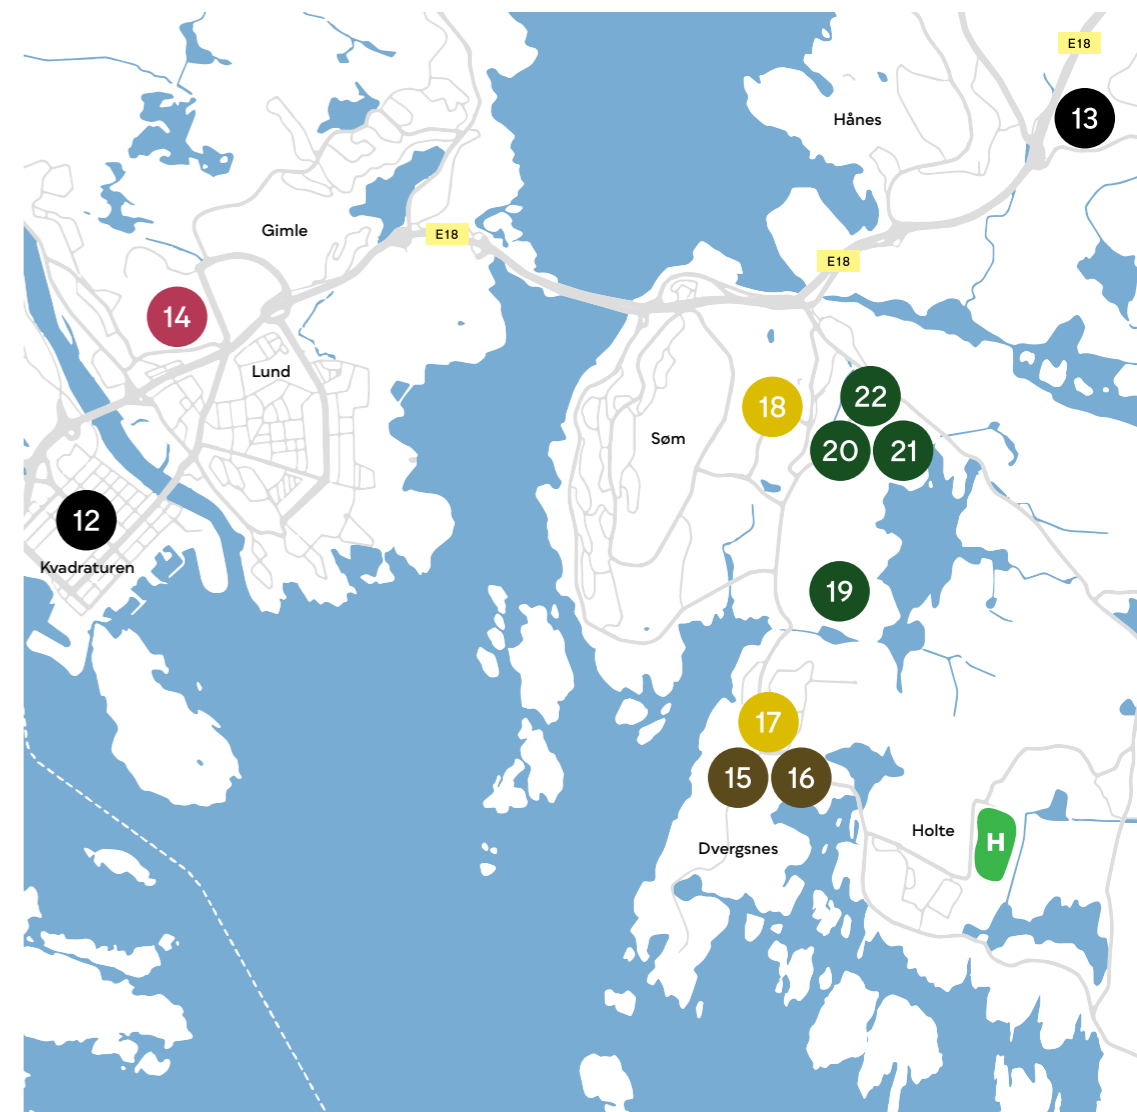 E18
13
Hånes
Gimle
E18
E18
14
Lund
22
18
Søm
20
21
12
Kvadraturen
19
17
15
16
Holte
H
Dvergsnes